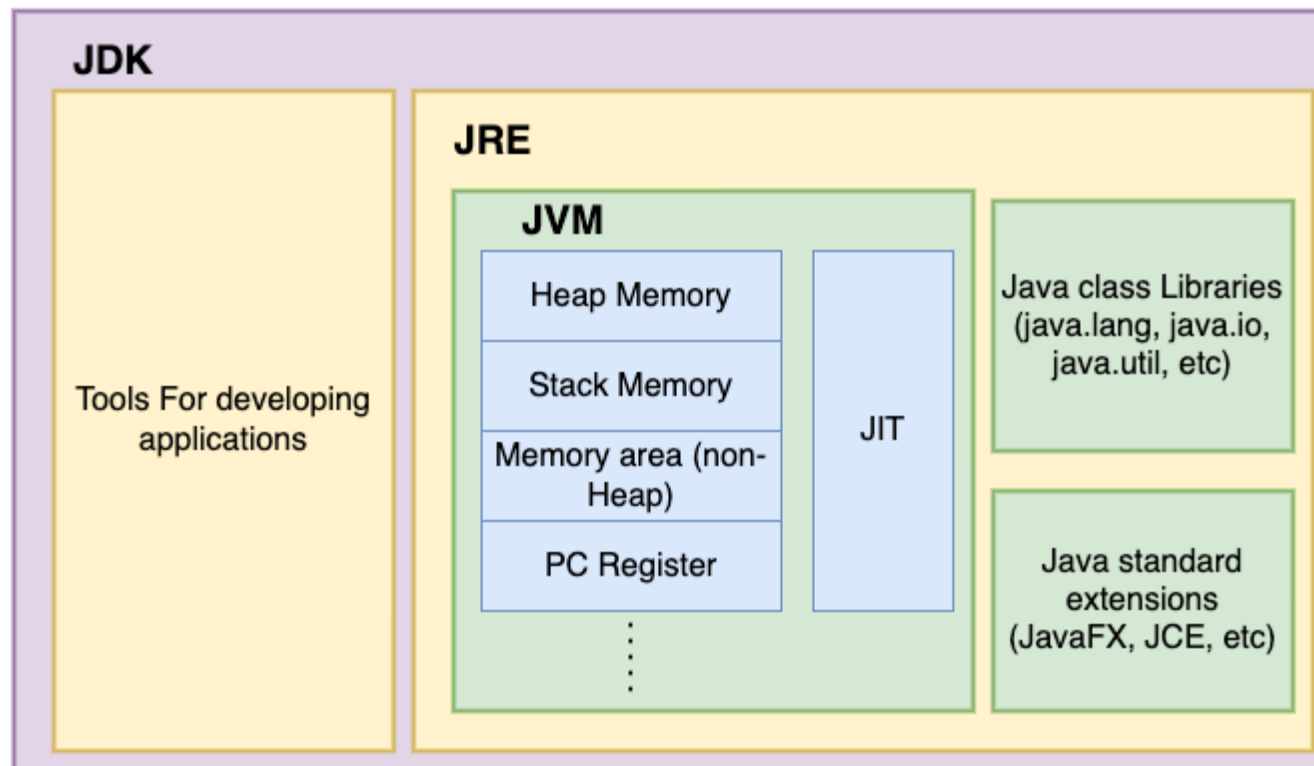 JDK
Tools For developing
applications
JRE
JVM
Heap Memory
Stack Memory
Memory area (non-
Heap)
PC Register
JIT
Java class Libraries
(java.lang, java.io,
java.util, etc)
Java standard
extensions
(JavaFX, JCE, etc)